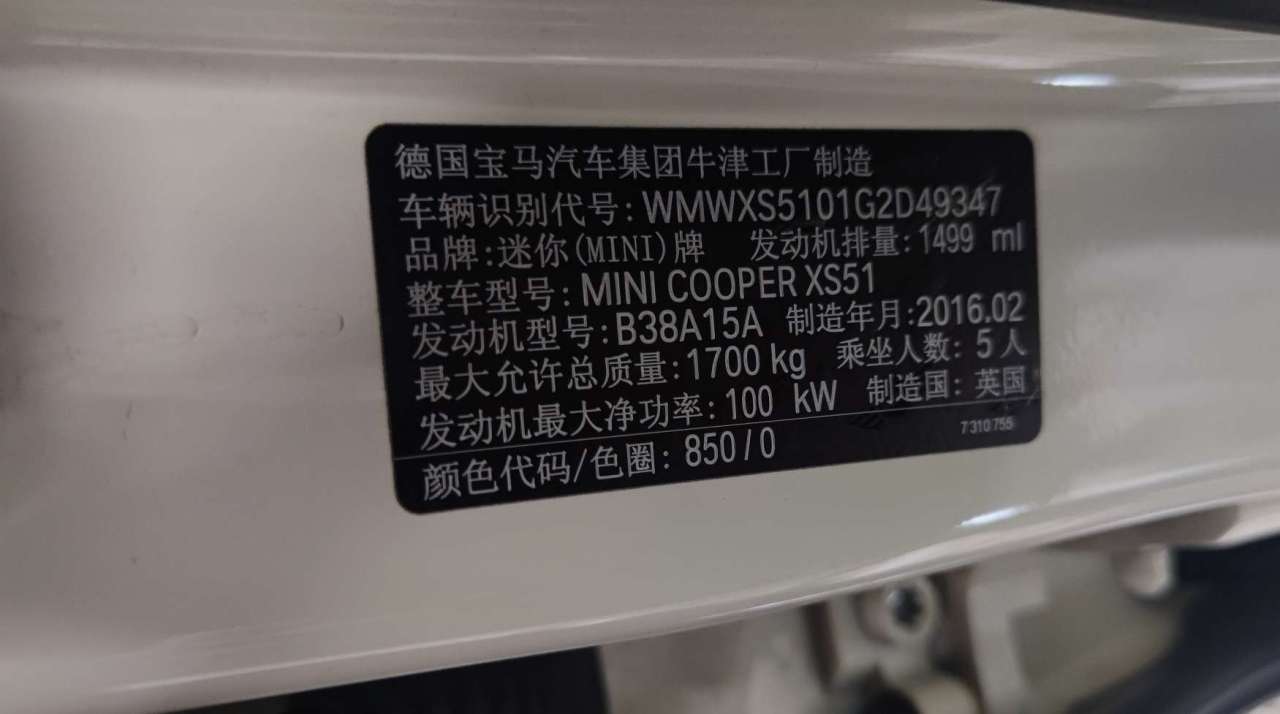 德国宝马汽车集团牛津工厂制造
车辆识别代号: WMWXS5101G2D49347
品牌:迷你(MINI)牌 发动机排量: 1499 ml
整车型号: MINI COOPER XS51
发动机型号: B38A15A 制造年月:2016.02
最大允许总质量: 1700 kg 乘坐人数: 5人
发动机最大净功率: 100 kW 制造国: 英国
7 310 755
颜色代码/色圈: 850 / 0